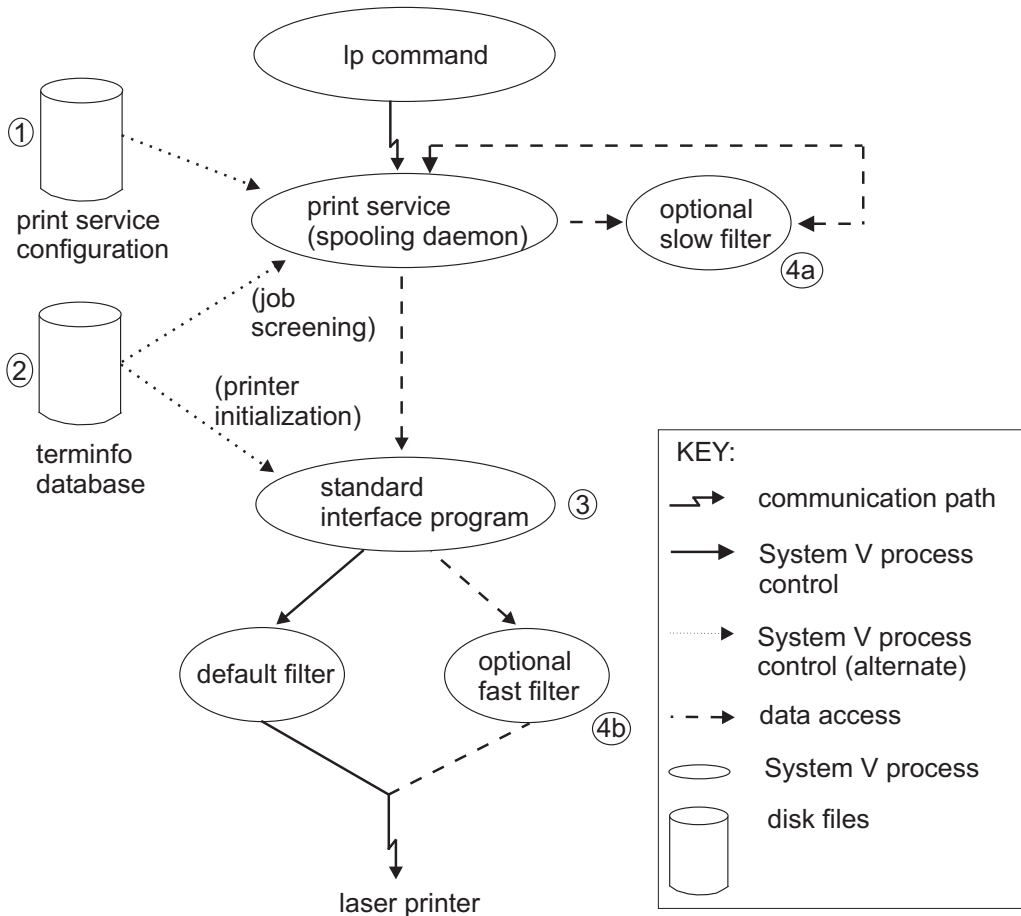 lp command
1
print service
configuration
print service
(spooling daemon)
optional
slow filter
4a
(job
screening)
2
(printer
initialization)
terminfo
database
standard
interface program
3
default filter
optional
fast filter
4b
laser printer
KEY:
communication path
System V process
control
System V process
control (alternate)
data access
System V process
disk files